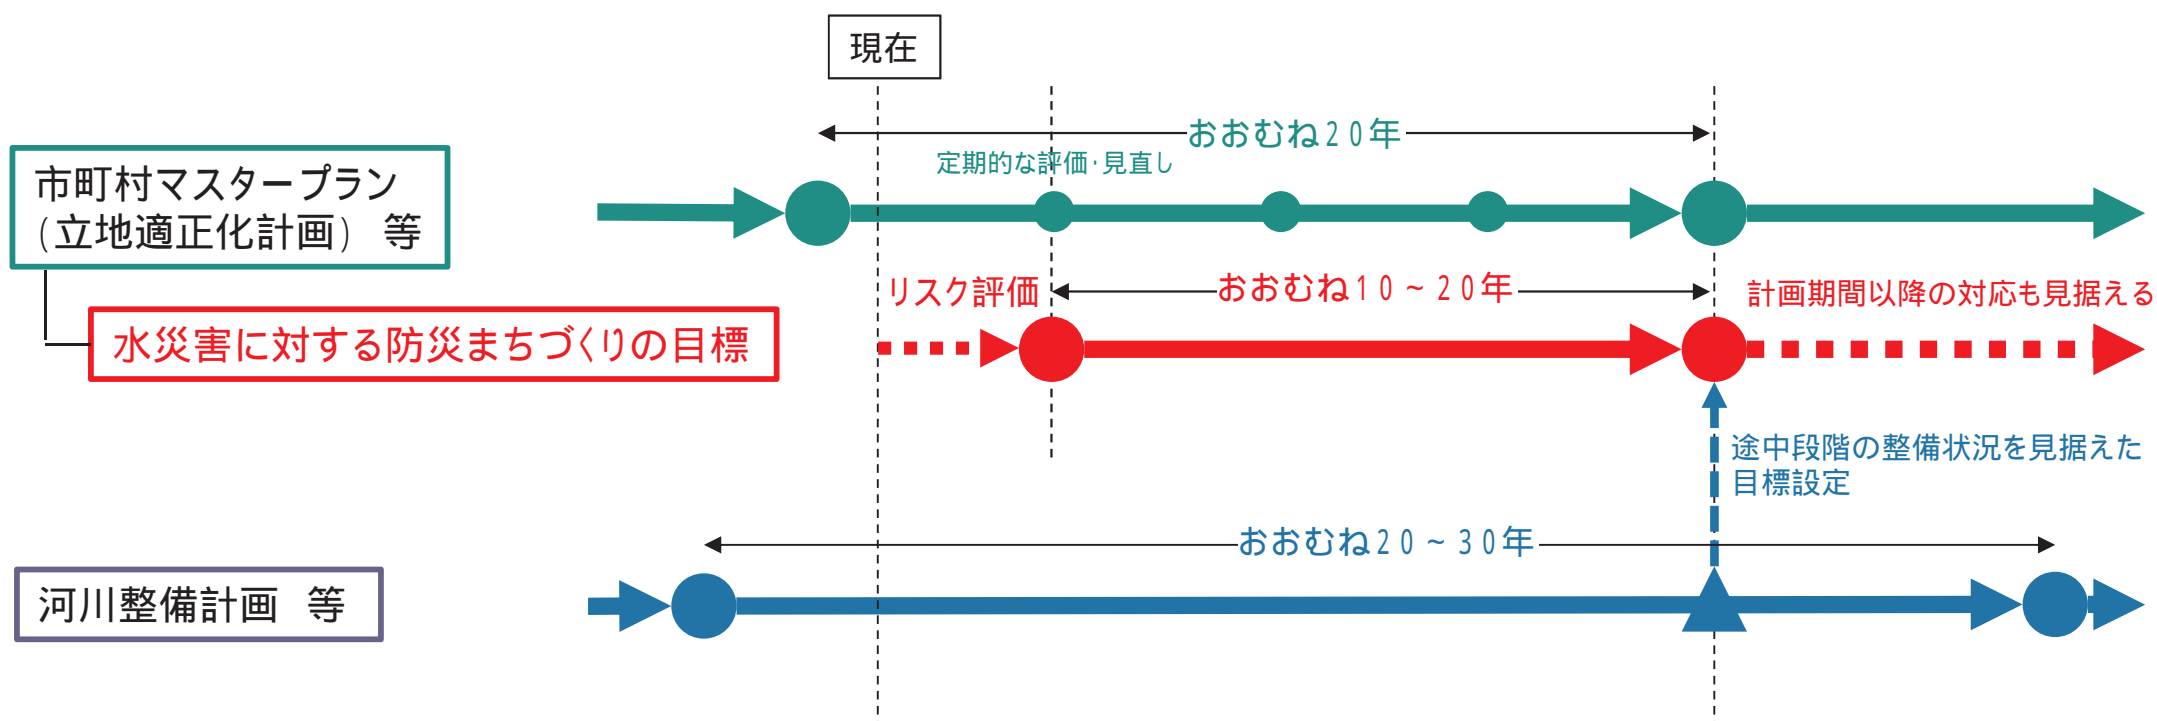 現在
おおむね20年
定期的な評価・見直し
市町村マスタープラン
(立地適正化計画) 等
リスク評価
おおむね10～20年
計画期間以降の対応も見据える
水災害に対する防災まちづくりの目標
途中段階の整備状況を見据えた
目標設定
おおむね20～30年
河川整備計画 等